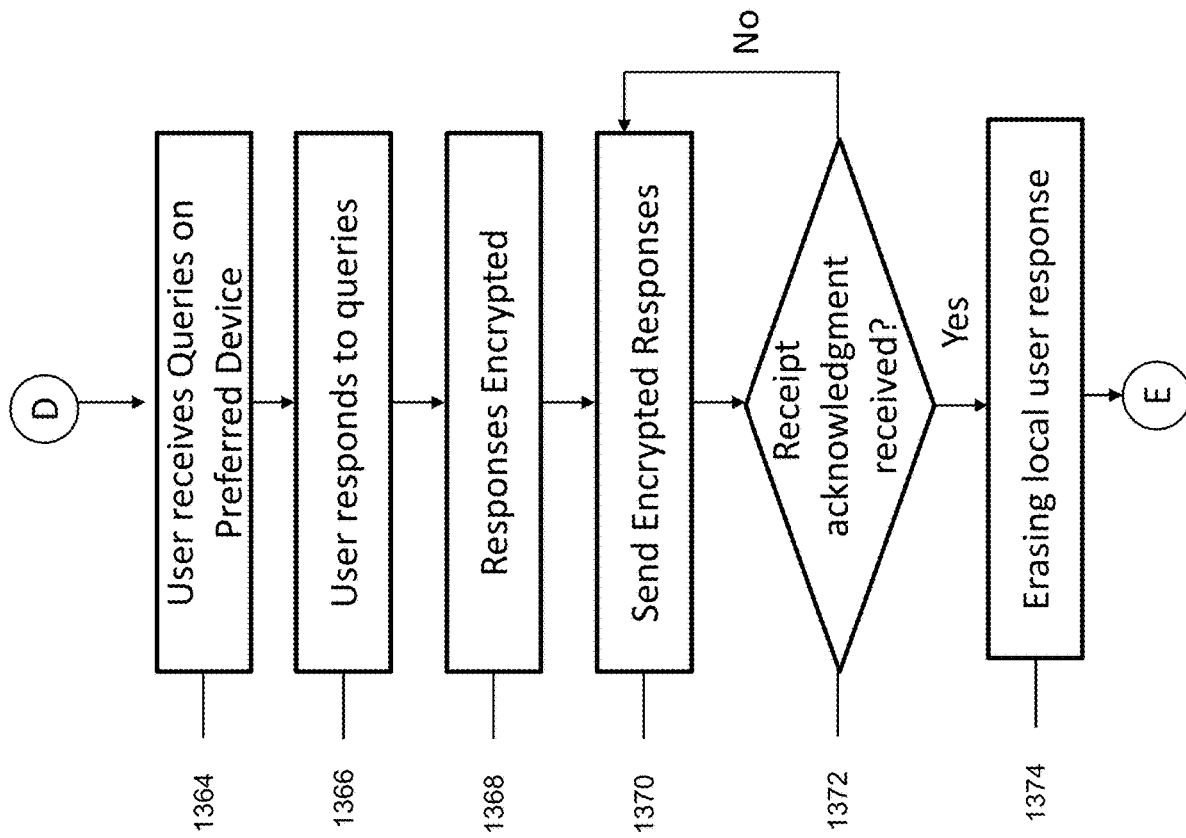 D
1364
User receives Queries on
Preferred Device
1366
User responds to queries
1368
Responses Encrypted
1370
Send Encrypted Responses
No
1372
Receipt
acknowledgment
received?
Yes
1374
Erasing local user response
E